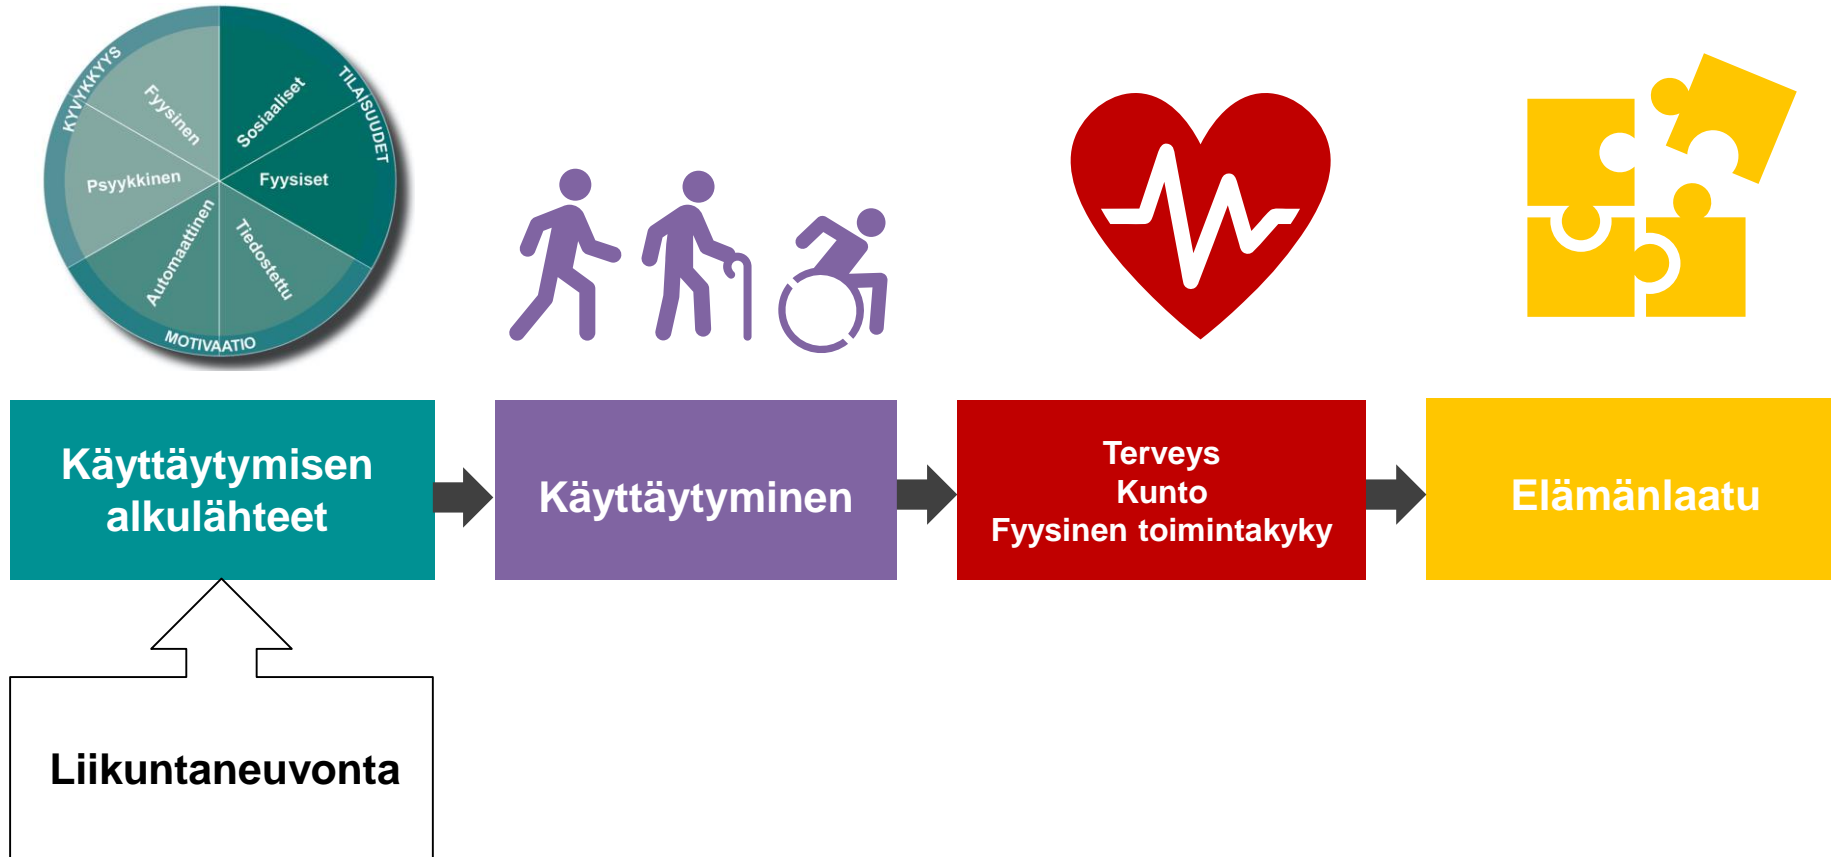 KYVYKKYYS
TILAISUUDET
Fyysinen
Sosiaaliset
Psyykkinen
Fyysiset
Automaattinen
Tiedostettu
MOTIVAATIO
Käyttäytymisen
alkulähteet
Käyttäytyminen
Terveys
Kunto
Fyysinen toimintakyky
Elämänlaatu
Liikuntaneuvonta